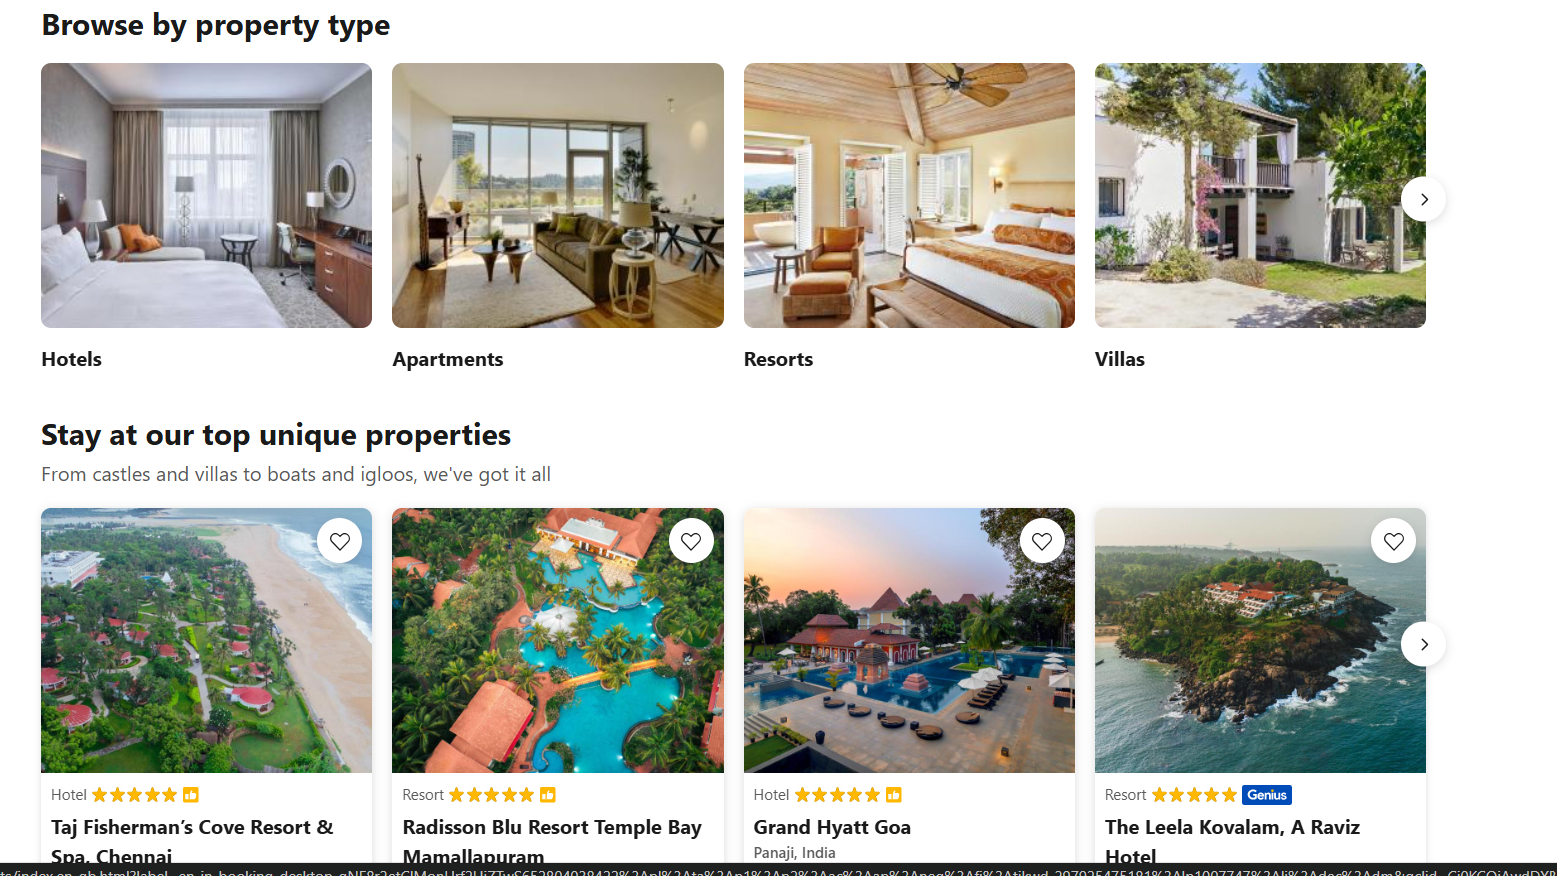 Browse by property type
Hotels
Apartments
Resorts
Villas
Stay at our top unique properties
From castles and villas to boats and igloos, we've got it all
Hotel
Taj Fisherman’s Cove Resort &
Spa, Chennai
Resort
Radisson Blu Resort Temple Bay
Mamallapuram
Hotel
Grand Hyatt Goa
Panaji, India
Resort Genius
The Leela Kovalam, A Raviz
Hotel